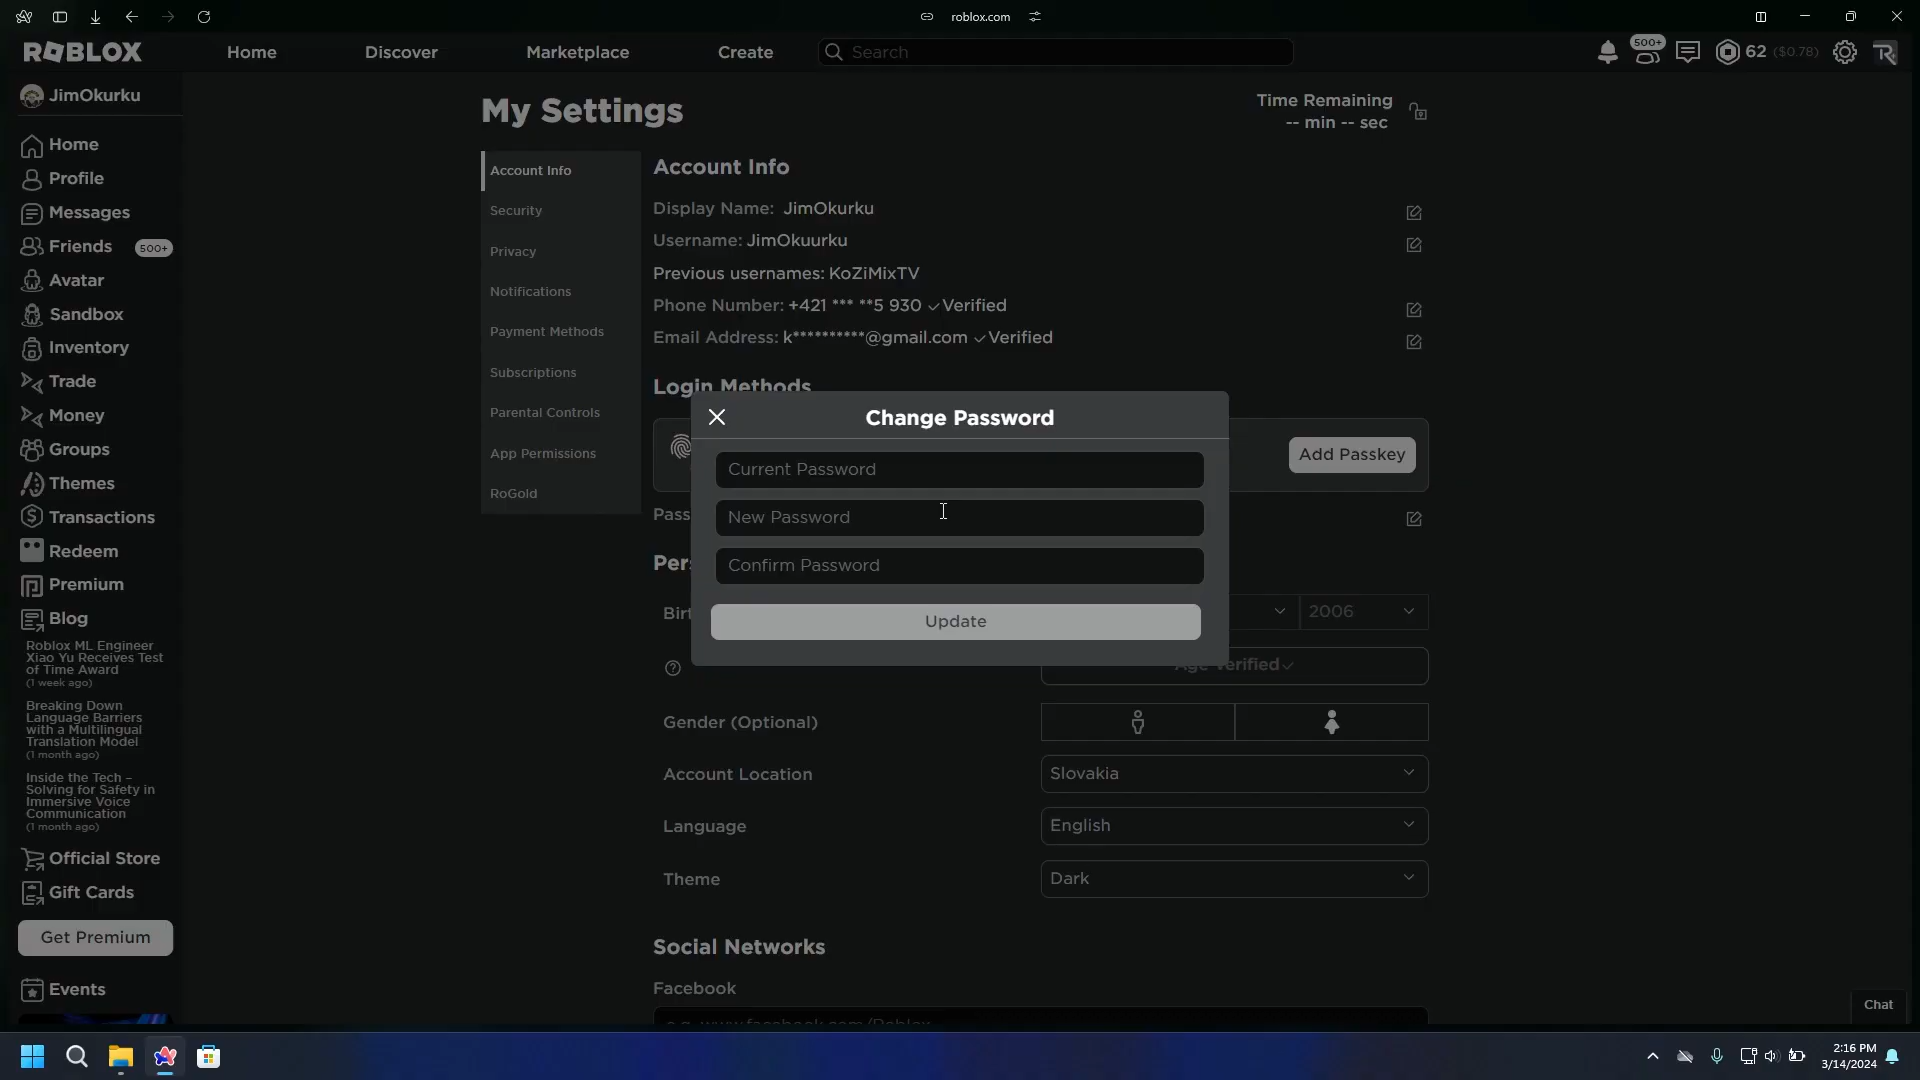 roblox.com
ROBLOX
Home
Discover
Marketplace
Create
Search
500+
62 ($0.78)
JimOkurku
Home
Profile
Messages
Friends 500+
Avatar
Sandbox
Inventory
Trade
Money
Groups
Themes
Transactions
Redeem
Premium
Blog
Roblox ML Engineer
Xiao Yu Receives Test
of Time Award
(1 week ago)
Breaking Down
Language Barriers
with a Multilingual
Translation Model
(1 month ago)
Inside the Tech –
Solving for Safety in
Immersive Voice
Communication
(1 month ago)
Official Store
Gift Cards
Get Premium
Events
My Settings
Time Remaining
-- min -- sec
Account Info
Security
Privacy
Notifications
Payment Methods
Subscriptions
Parental Controls
App Permissions
RoGold
Account Info
Display Name: JimOkurku
Username: JimOkuurku
Previous usernames: KoZiMixTV
Phone Number: +421 *** **5 930 ✓Verified
Email Address: k**********@gmail.com ✓Verified
Login Methods
Add Passkey
Pass
Change Password
Current Password
New Password
Confirm Password
Update
Pers
Birt
2006
Age Verified✓
Gender (Optional)
Account Location
Slovakia
Language
English
Theme
Dark
Social Networks
Facebook
e.g. www.facebook.com/Roblox
Chat
2:16 PM
3/14/2024